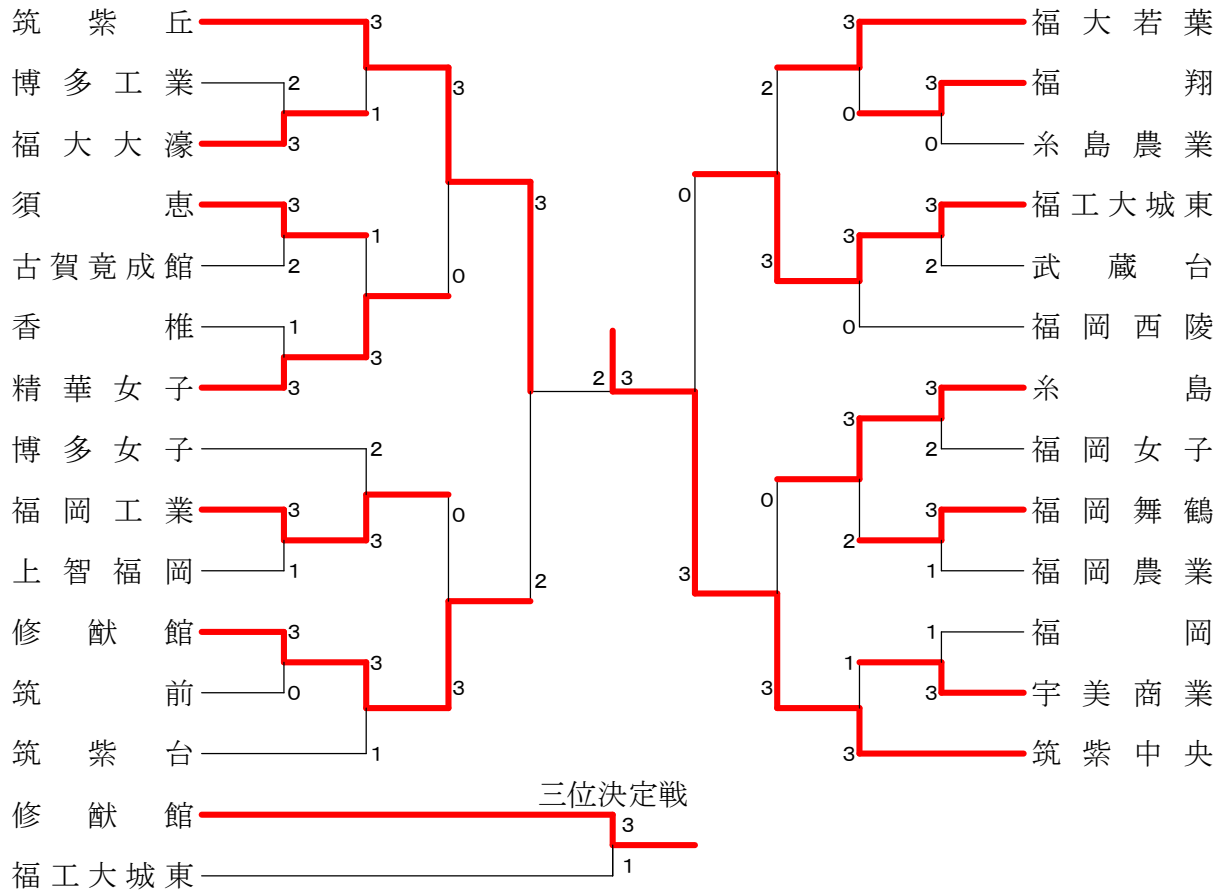 筑紫丘
博多工業
福大大濠
須恵
古賀竟成館
香椎
精華女子
博多女子
福岡工業
上智福岡
修猷館
筑前
筑紫台
3
2
3
1
3
3
2
1
0
1
3
3
2
3
1
3
0
3
3
1
0
3
3
2
2
3
福大若葉
福翔
糸島農業
福工大城東
武蔵台
福岡西陵
糸島
福岡女子
福岡舞鶴
福岡農業
福岡
宇美商業
筑紫中央
3
3
0
0
2
3
3
2
3
0
0
3
3
2
3
2
1
0
1
1
3
3
3
3
三位決定戦
修猷館
福工大城東
3
1